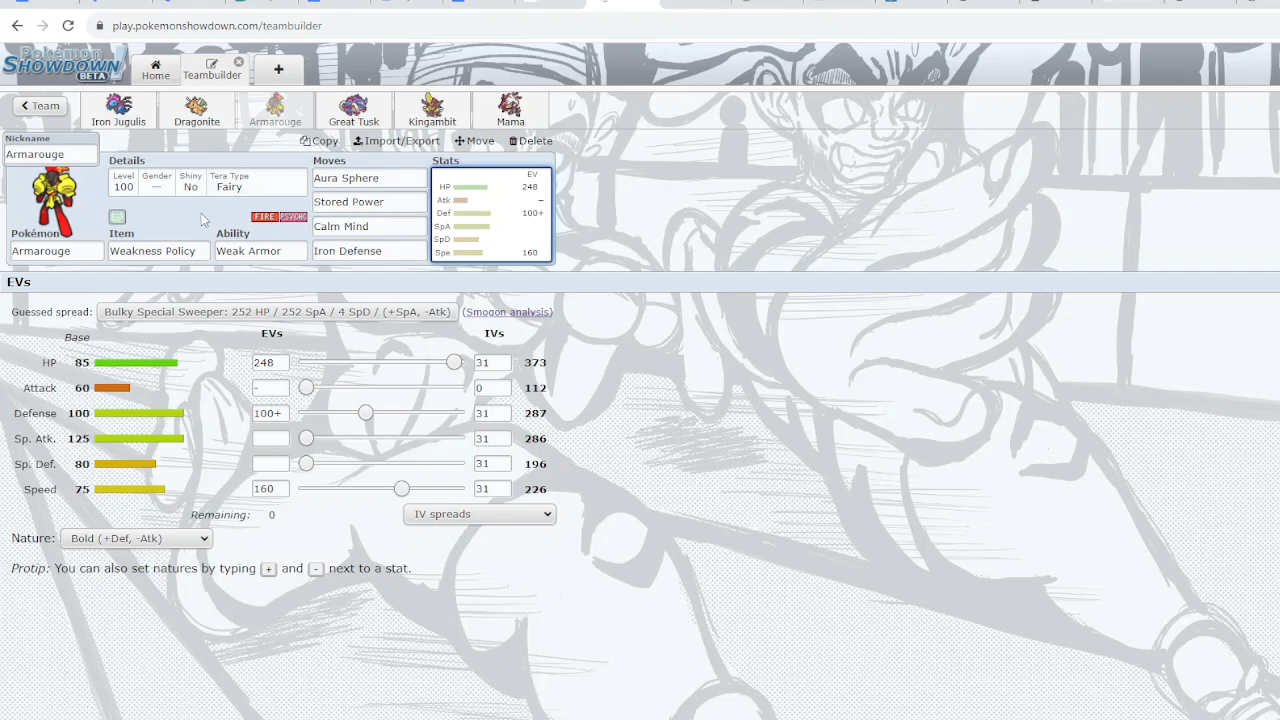 play.pokemonshowdown.com/teambuilder
Pokémon
SHOWDOWN!
BETA
Home
Teambuilder
+
Team
Iron Jugulis
Dragonite
Armarouge
Great Tusk
Kingambit
Mama
Nickname
Armarouge
Copy
Import/Export
Move
Delete
Details
Moves
Stats
Level
Gender
Shiny
Tera Type
100
—
No
Fairy
Aura Sphere
Stored Power
Calm Mind
Iron Defense
EV
HP 248
Atk –
Def 100+
SpA
SpD
Spe 160
FIRE
PSYCHC
Pokémon
Item
Ability
Armarouge
Weakness Policy
Weak Armor
EVs
Guessed spread: Bulky Special Sweeper: 252 HP / 252 SpA / 4 SpD / (+SpA, -Atk) (Smogon analysis)
Base EVs IVs
HP 85 248 31 373
Attack 60 - 0 112
Defense 100 100+ 31 287
Sp. Atk. 125 31 286
Sp. Def. 80 31 196
Speed 75 160 31 226
Remaining: 0
IV spreads
Nature: Bold (+Def, -Atk)
Protip: You can also set natures by typing + and - next to a stat.